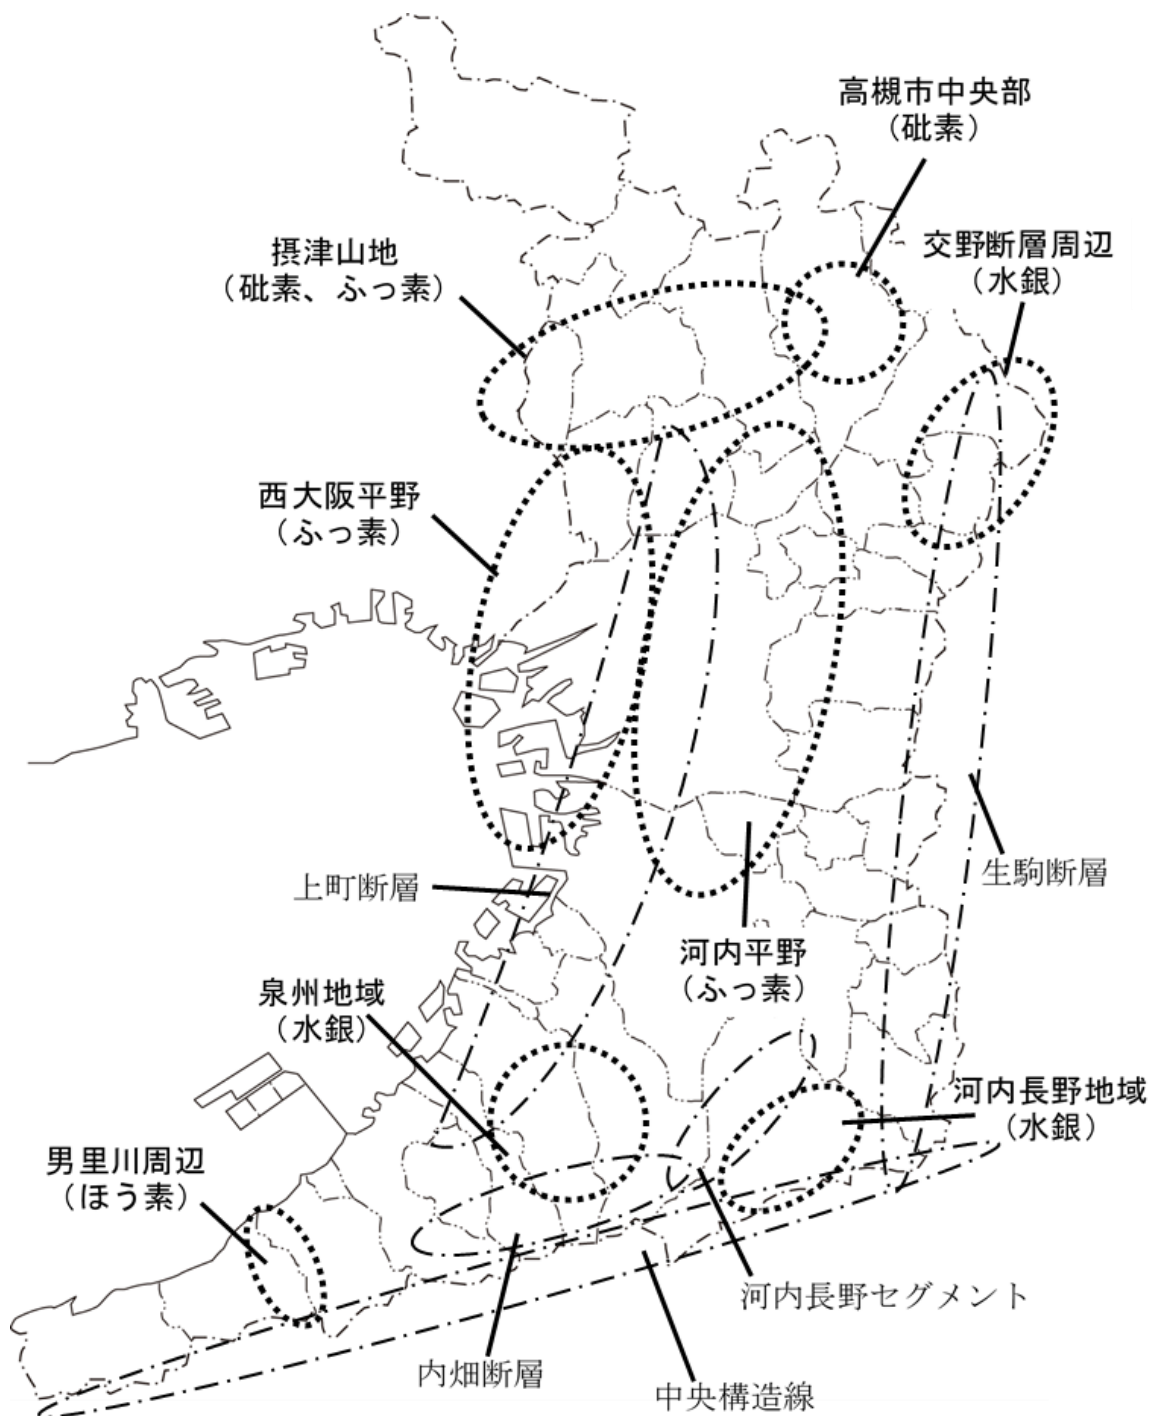 高槻市中央部
（砒素）
交野断層周辺
（水銀）
摂津山地
（砒素、ふっ素）
西大阪平野
（ふっ素）
生駒断層
上町断層
河内平野
（ふっ素）
泉州地域
（水銀）
河内長野地域
（水銀）
男里川周辺
（ほう素）
河内長野セグメント
内畑断層
中央構造線